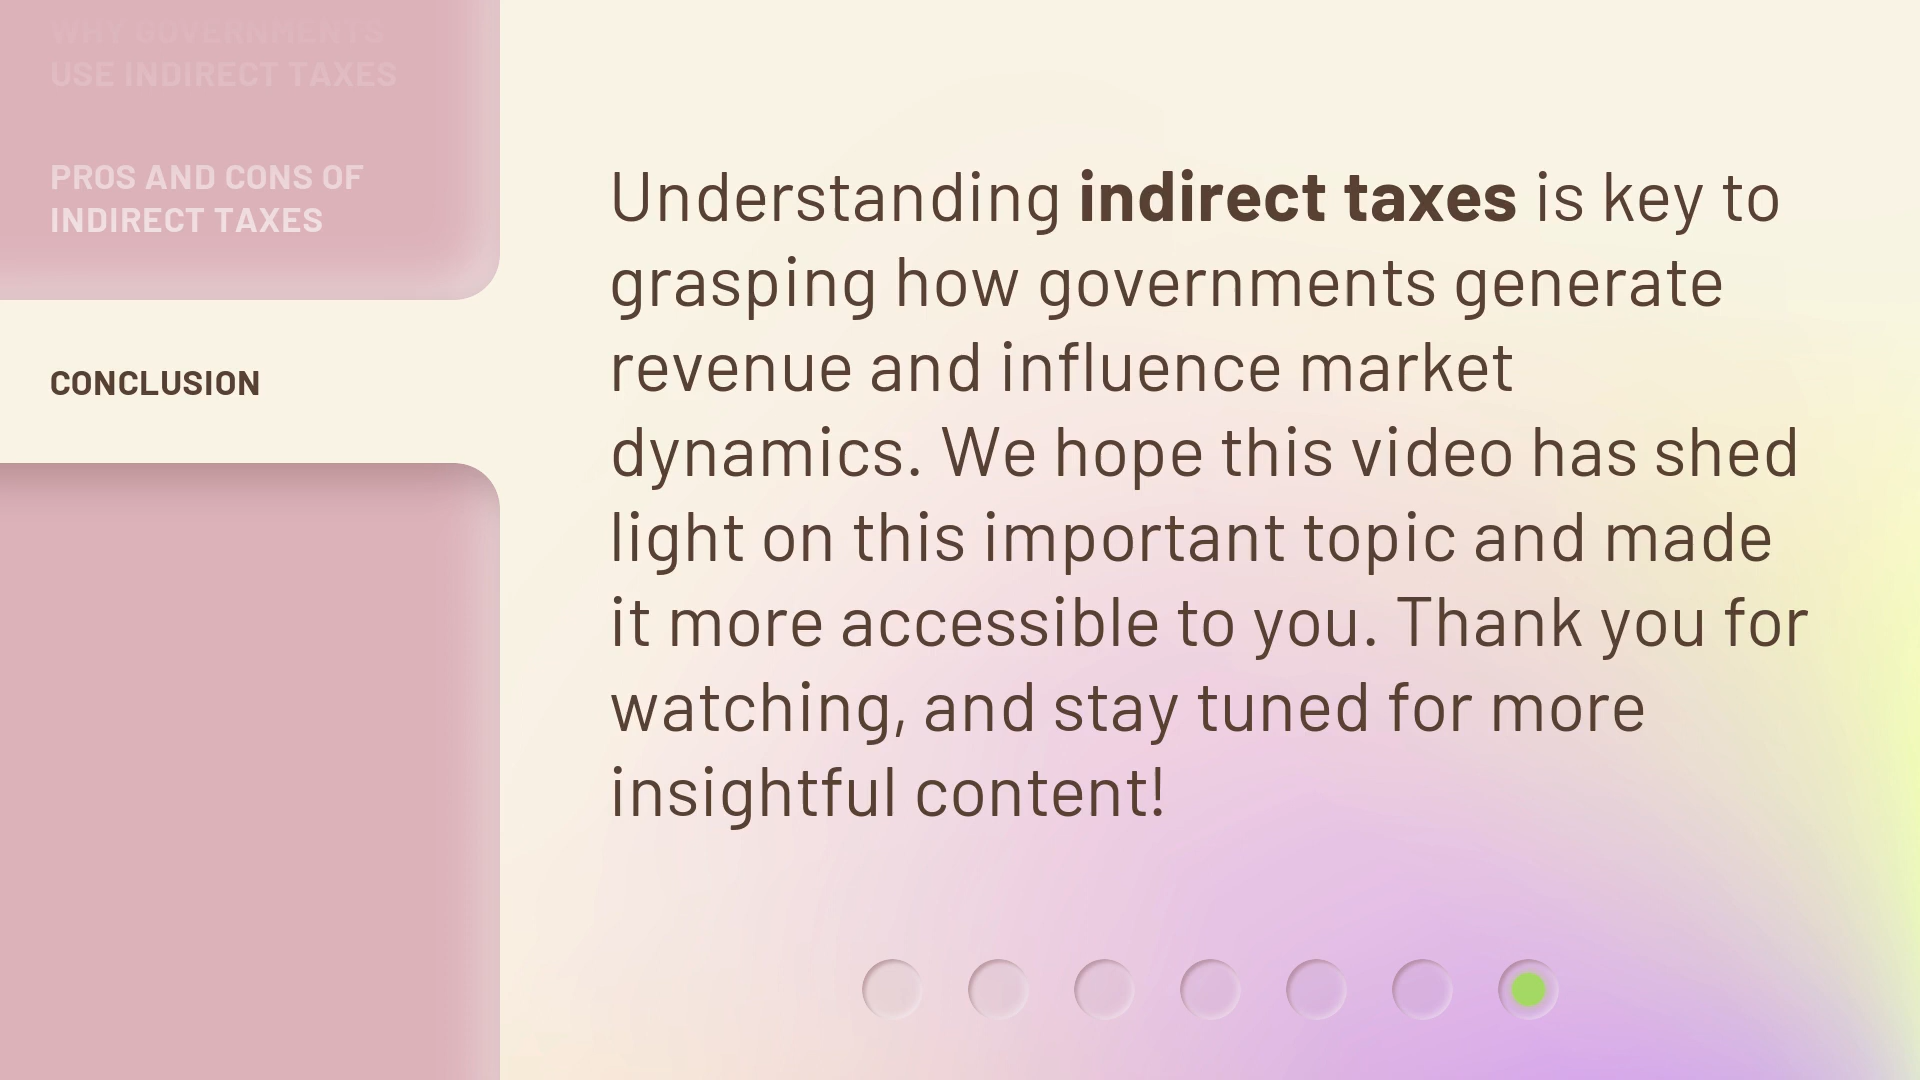 WHY GOVERNMENTS
USE INDIRECT TAXES
PROS AND CONS OF
INDIRECT TAXES
CONCLUSION
Understanding indirect taxes is key to
grasping how governments generate
revenue and influence market
dynamics. We hope this video has shed
light on this important topic and made
it more accessible to you. Thank you for
watching, and stay tuned for more
insightful content!